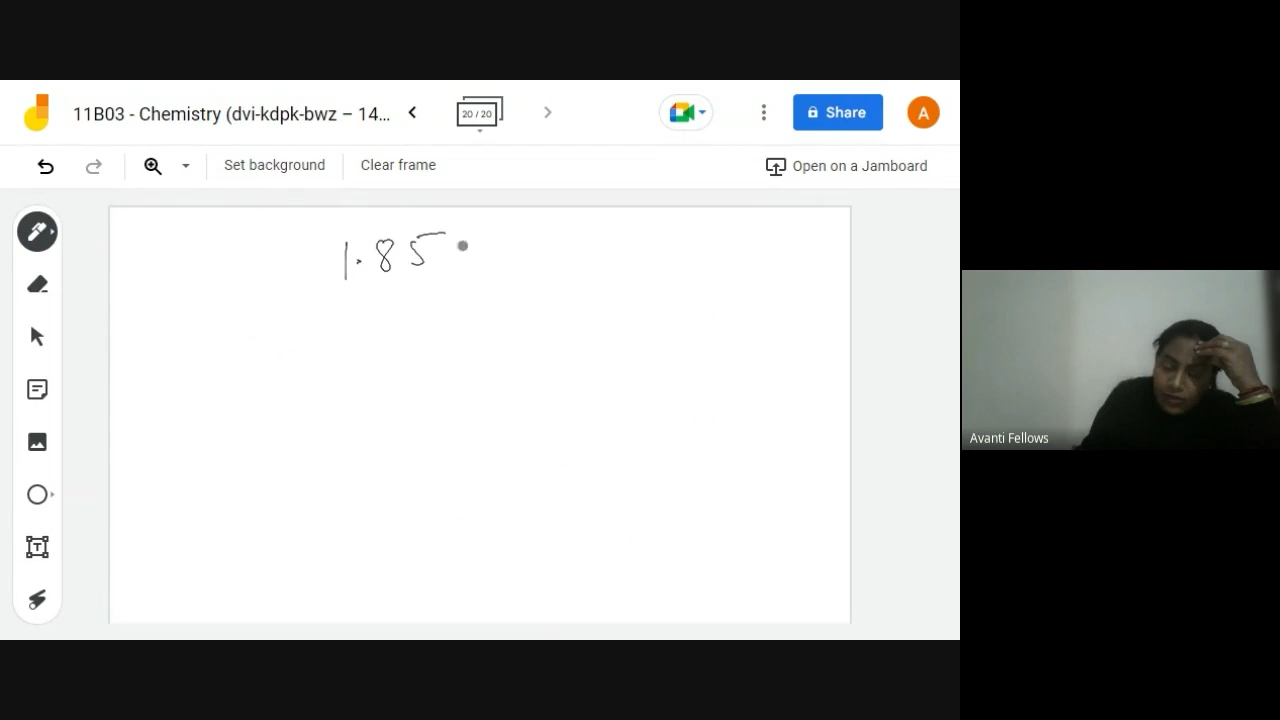 11B03 - Chemistry (dvi-kdpk-bwz – 14...
20 / 20
Share
A
Set background
Clear frame
Open on a Jamboard
1.85
T
Avanti Fellows